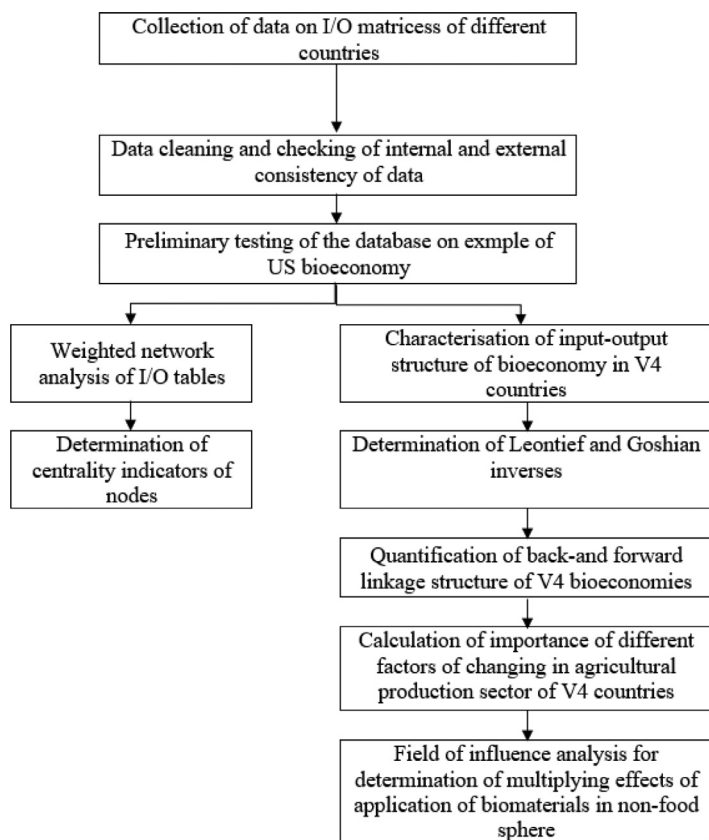 Collection of data on I/O matricess of different
countries
Data cleaning and checking of internal and external
consistency of data
Preliminary testing of the database on exmple of
US bioeconomy
Weighted network
analysis of I/O tables
Determination of
centrality indicators of
nodes
Characterisation of input-output
structure of bioeconomy in V4
countries
Determination of Leontief and Goshian
inverses
Quantification of back-and forward
linkage structure of V4 bioeconomies
Calculation of importance of different
factors of changing in agricultural
production sector of V4 countries
Field of influence analysis for
determination of multiplying effects of
application of biomaterials in non-food
sphere